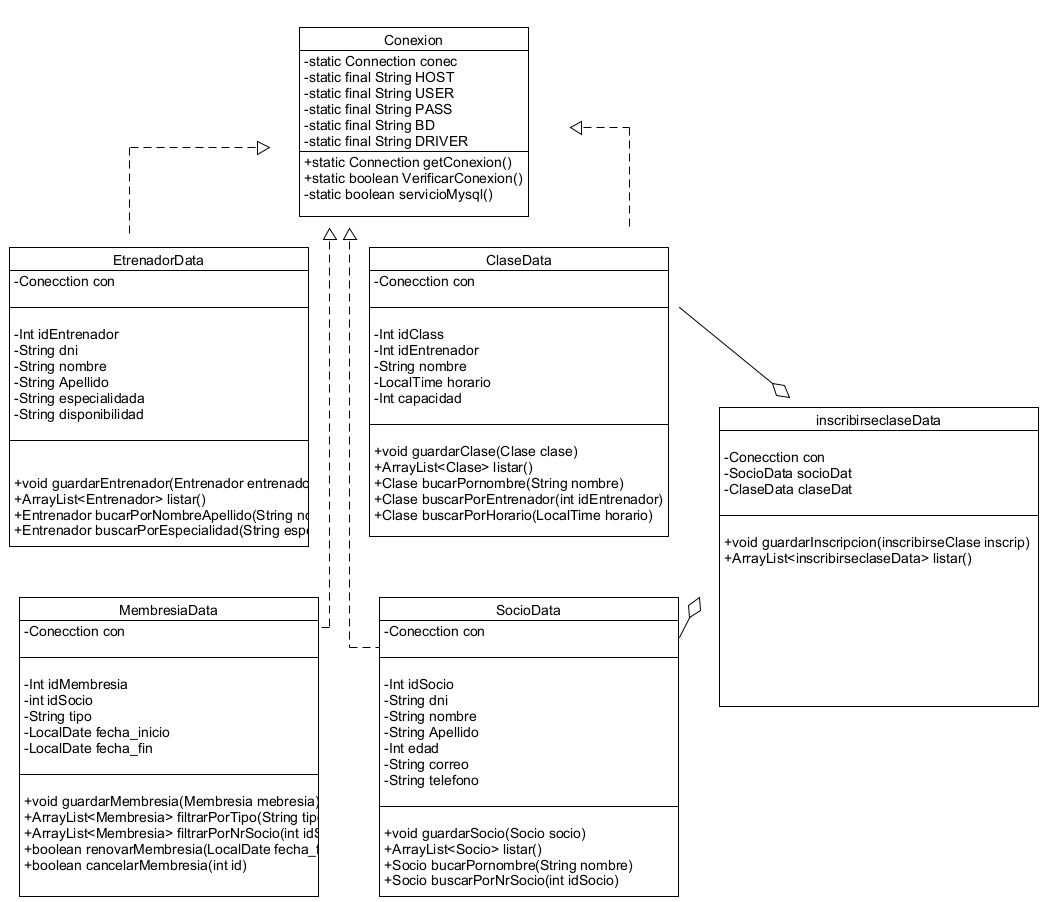 Conexion
-static Connection conec
-static final String HOST
-static final String USER
-static final String PASS
-static final String BD
-static final String DRIVER
+static Connection getConexion()
+static boolean VerificarConexion()
-static boolean servicioMysql()
EtrenadorData
-Conecction con
-Int idEntrenador
-String dni
-String nombre
-String Apellido
-String especialidada
-String disponibilidad
+void guardarEntrenador(Entrenador entrenado
+ArrayList<Entrenador> listar()
+Entrenador bucarPorNombreApellido(String no
+Entrenador buscarPorEspecialidad(String espe
ClaseData
-Conecction con
-Int idClass
-Int idEntrenador
-String nombre
-LocalTime horario
-Int capacidad
+void guardarClase(Clase clase)
+ArrayList<Clase> listar()
+Clase bucarPornombre(String nombre)
+Clase buscarPorEntrenador(int idEntrenador)
+Clase buscarPorHorario(LocalTime horario)
inscribirseclaseData
-Conecction con
-SocioData socioDat
-ClaseData claseDat
+void guardarInscripcion(inscribirseClase inscrip)
+ArrayList<inscribirseclaseData> listar()
MembresiaData
-Conecction con
-Int idMembresia
-int idSocio
-String tipo
-LocalDate fecha_inicio
-LocalDate fecha_fin
+void guardarMembresia(Membresia mebresia)
+ArrayList<Membresia> filtrarPorTipo(String tipo
+ArrayList<Membresia> filtrarPorNrSocio(int idS
+boolean renovarMembresia(LocalDate fecha_f
+boolean cancelarMembresia(int id)
SocioData
-Conecction con
-Int idSocio
-String dni
-String nombre
-String Apellido
-Int edad
-String correo
-String telefono
+void guardarSocio(Socio socio)
+ArrayList<Socio> listar()
+Socio bucarPornombre(String nombre)
+Socio buscarPorNrSocio(int idSocio)